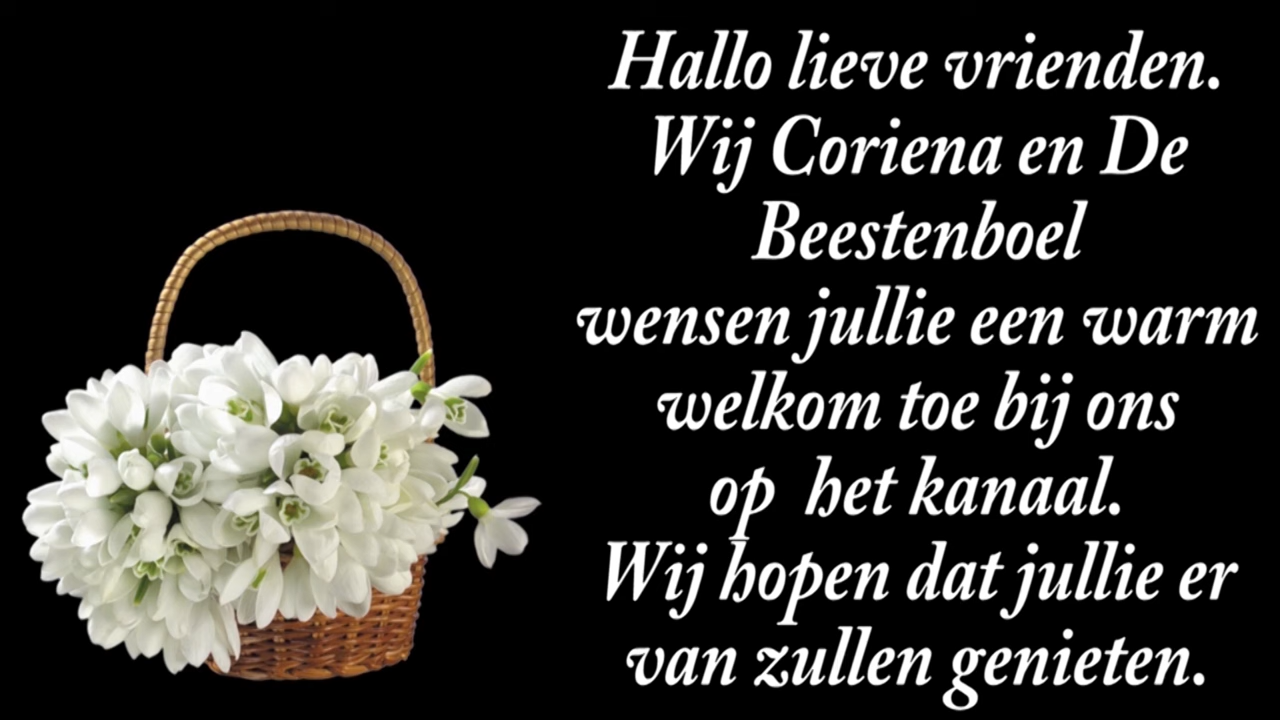 Hallo lieve vrienden.
Wij Coriena en De
Beestenboel
wensen jullie een warm
welkom toe bij ons
op het kanaal.
Wij hopen dat jullie er
van zullen genieten.